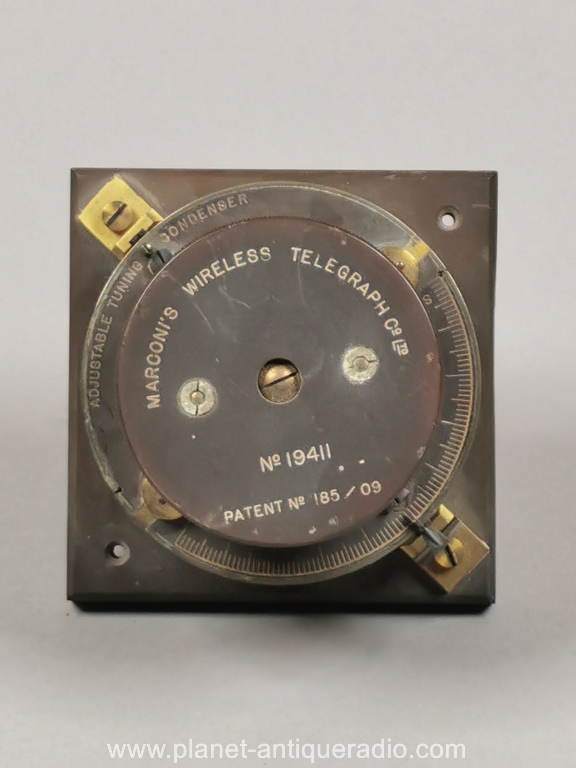 ADJUSTABLE TUNING CONDENSER
MARCONI'S WIRELESS TELEGRAPH Cº LTD
Nº 19411
PATENT Nº 185/09
www.planet-antiqueradio.com